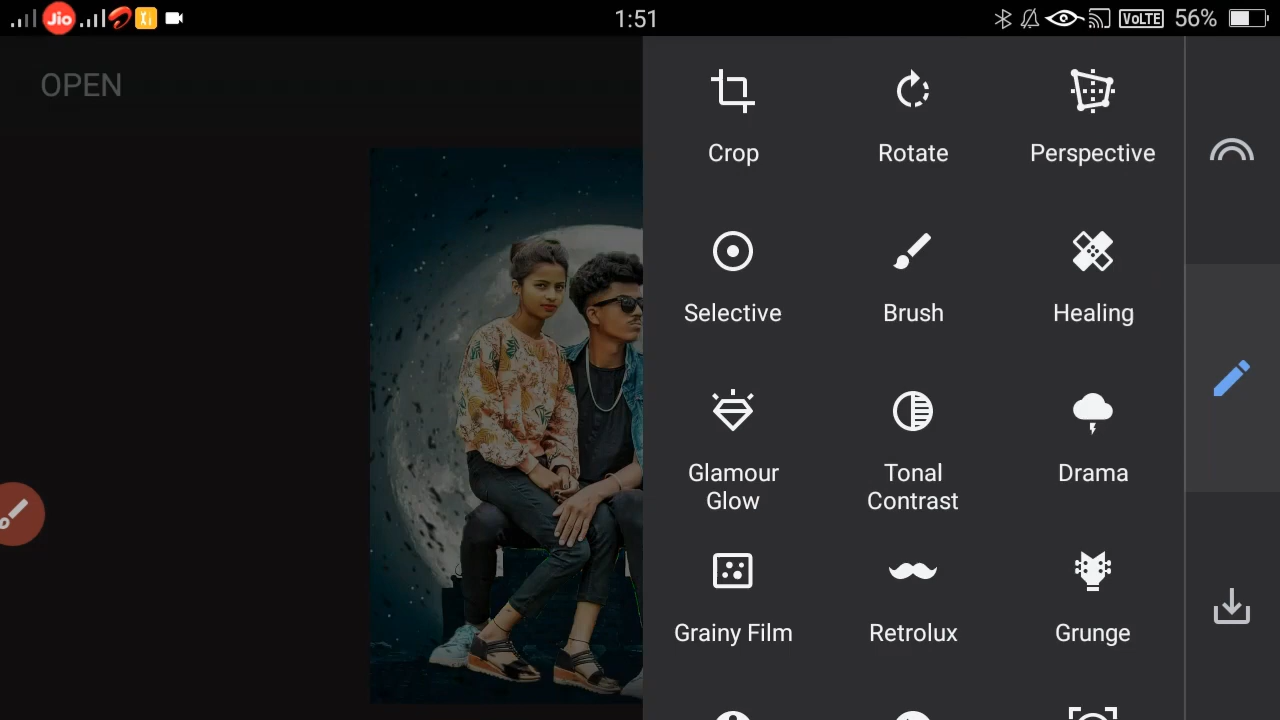 Jio
1:51
VoLTE
56%
OPEN
Crop
Rotate
Perspective
Selective
Brush
Healing
Glamour
Glow
Tonal
Contrast
Drama
Grainy Film
Retrolux
Grunge